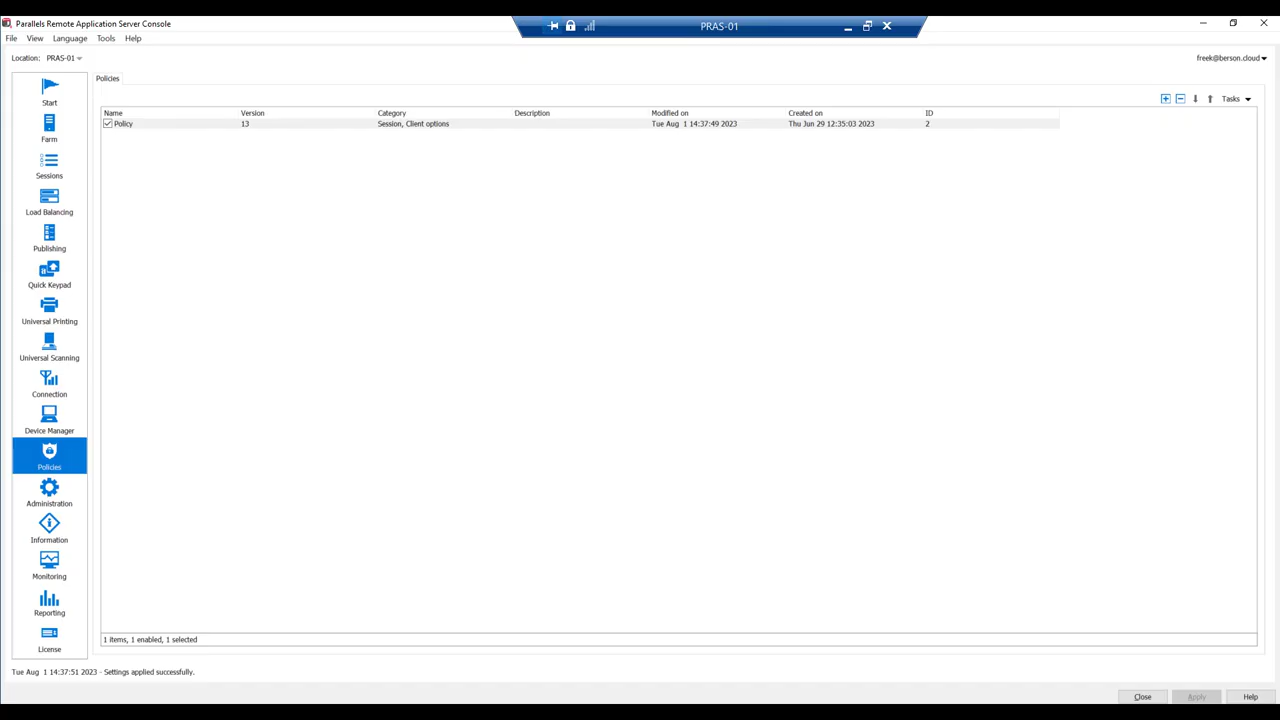 Parallels Remote Application Server Console
PRAS-01
File View Language Tools Help
Location: PRAS-01
freek@berson.cloud
Start
Farm
Sessions
Load Balancing
Publishing
Quick Keypad
Universal Printing
Universal Scanning
Connection
Device Manager
Policies
Administration
Information
Monitoring
Reporting
License
Policies
Tasks
Name Version Category Description Modified on Created on ID
Policy 13 Session, Client options Tue Aug 1 14:37:49 2023 Thu Jun 29 12:35:03 2023 2
1 items, 1 enabled, 1 selected
Tue Aug 1 14:37:51 2023 - Settings applied successfully.
Close Apply Help